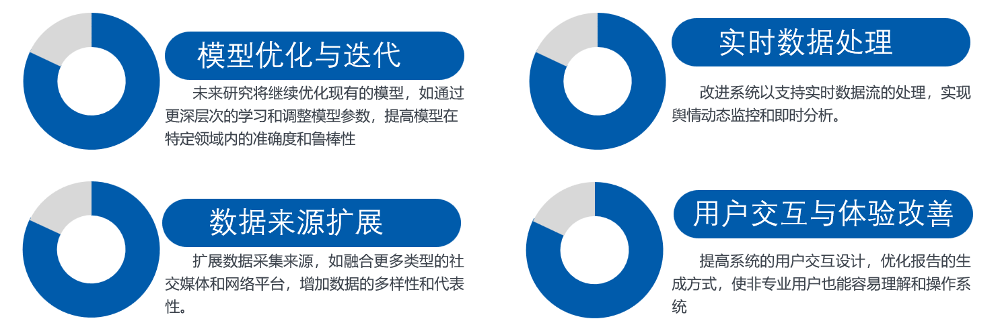 模型优化与迭代
未来研究将继续优化现有的模型，如通过
更深层次的学习和调整模型参数，提高模型在
特定领域内的准确度和鲁棒性
实时数据处理
改进系统以支持实时数据流的处理，实现
舆情动态监控和即时分析。
数据来源扩展
扩展数据采集来源，如融合更多类型的社
交媒体和网络平台，增加数据的多样性和代表
性。
用户交互与体验改善
提高系统的用户交互设计，优化报告的生
成方式，使非专业用户也能容易理解和操作系
统